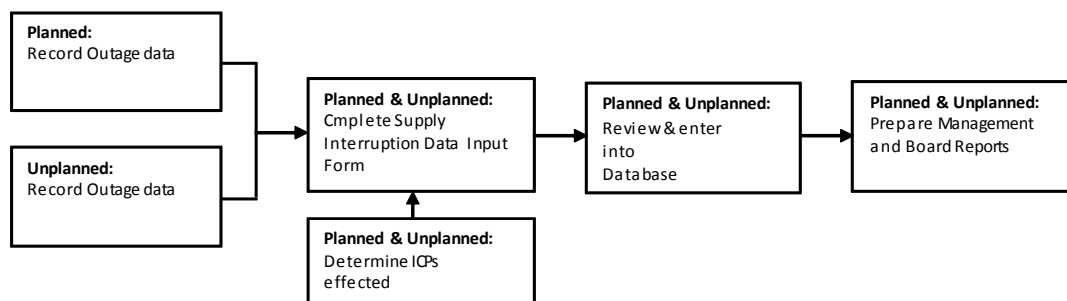 Planned:
Record Outage data
Unplanned:
Record Outage data
Planned & Unplanned:
Cmplete Supply
Interruption Data Input
Form
Planned & Unplanned:
Determine ICPs
effected
Planned & Unplanned:
Review & enter
into
Database
Planned & Unplanned:
Prepare Management
and Board Reports